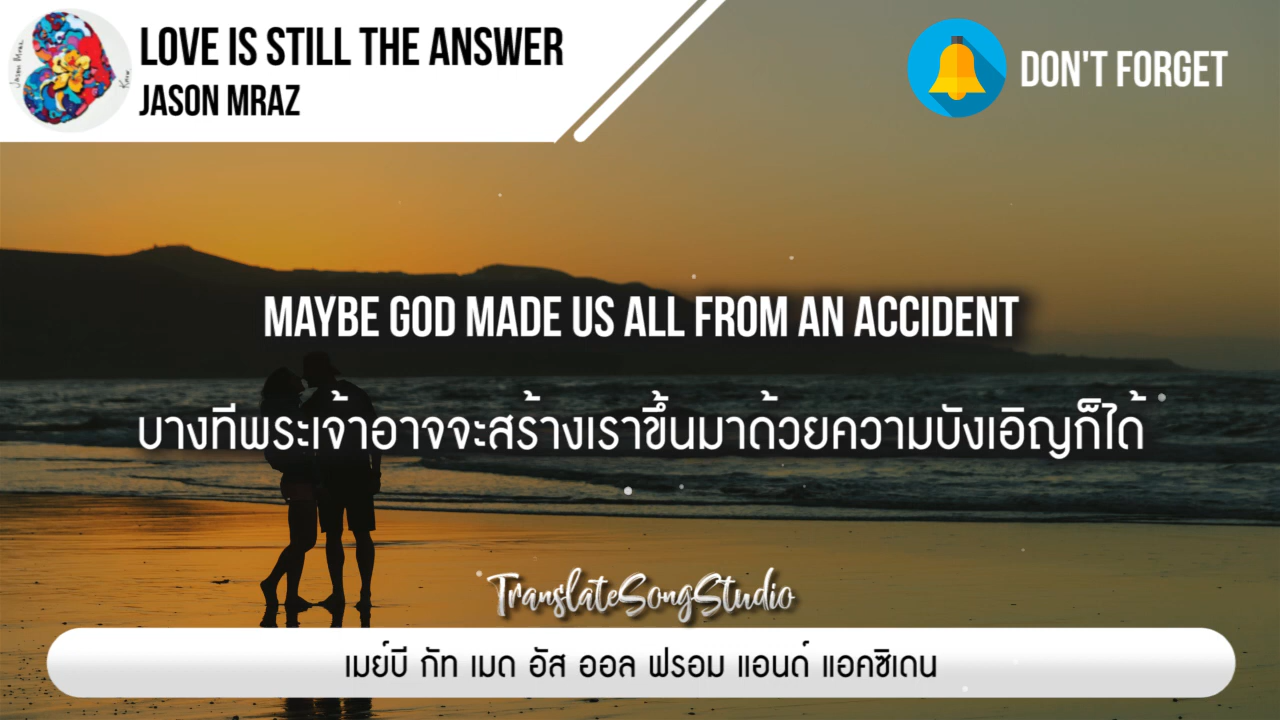 LOVE IS STILL THE ANSWER
JASON MRAZ
Jason Mraz.
Know.
DON'T FORGET
MAYBE GOD MADE US ALL FROM AN ACCIDENT
บางทีพระเจ้าอาจจะสร้างเราขึ้นมาด้วยความบังเอิญก็ได้
TranslateSongStudio
เมย์บี กัท เมด อัส ออล ฟรอม แอนด์ แอคซิเดน